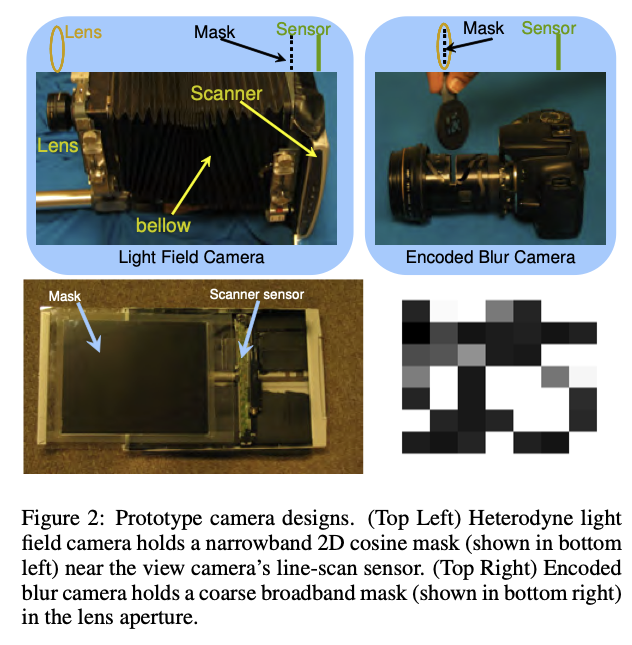 Lens
Mask
Sensor
Scanner
Lens
bellow
Light Field Camera
Mask
Sensor
Encoded Blur Camera
Mask
Scanner sensor
Figure 2: Prototype camera designs. (Top Left) Heterodyne light
field camera holds a narrowband 2D cosine mask (shown in bottom
left) near the view camera’s line-scan sensor. (Top Right) Encoded
blur camera holds a coarse broadband mask (shown in bottom right)
in the lens aperture.